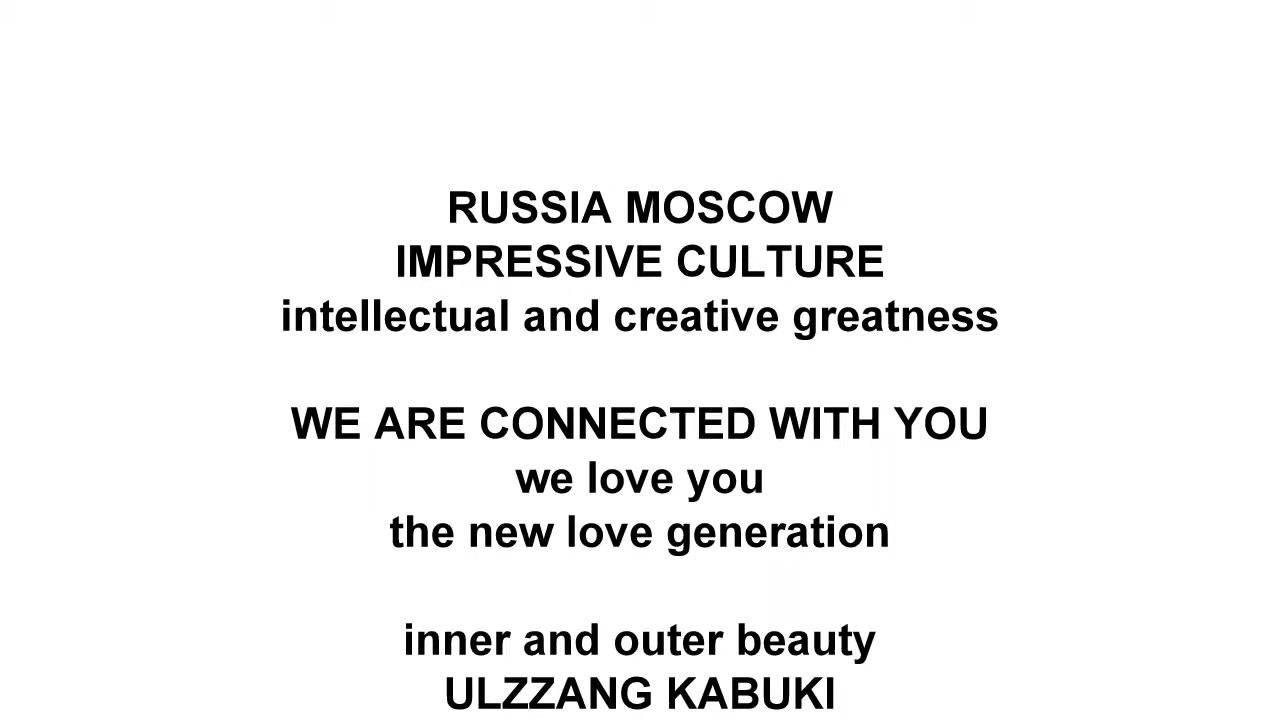 RUSSIA MOSCOW
IMPRESSIVE CULTURE
intellectual and creative greatness
WE ARE CONNECTED WITH YOU
we love you
the new love generation
inner and outer beauty
ULZZANG KABUKI